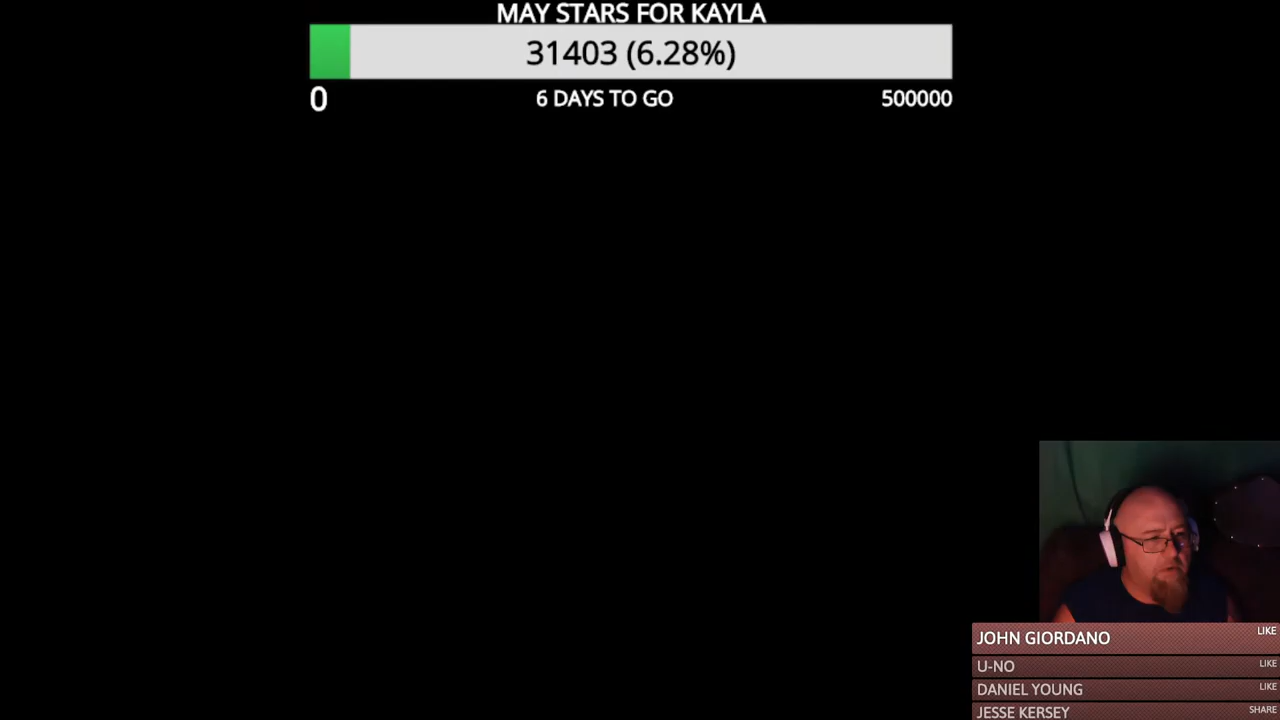 MAY STARS FOR KAYLA
31403 (6.28%)
0 6 DAYS TO GO 500000
JOHN GIORDANO LIKE
U-NO LIKE
DANIEL YOUNG LIKE
JESSE KERSEY SHARE